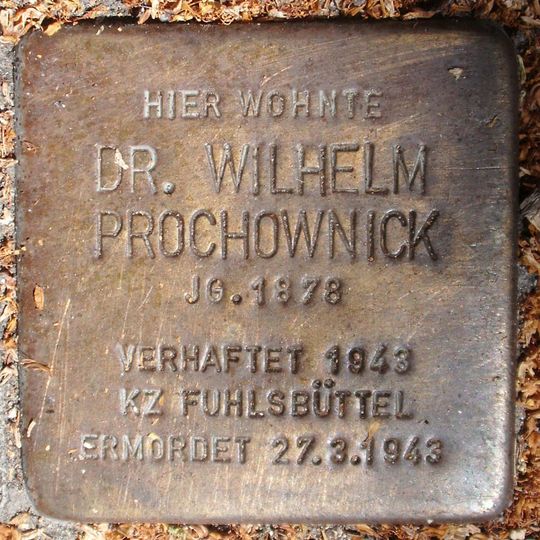 HIER WOHNTE
DR. WILHELM
PROCHOWNICK
JG. 1878
VERHAFTET 1943
KZ FUHLSBÜTTEL
ERMORDET 27.3.1943